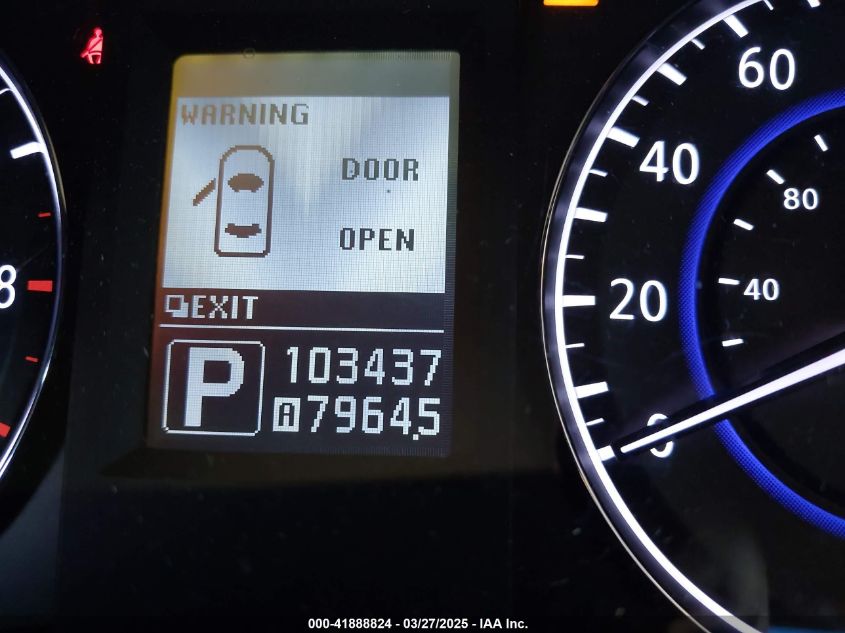 WARNING
DOOR
OPEN
EXIT
P
103437
A 7964.5
8
60
40
20
0
80
40
000-41888824 - 03/27/2025 - IAA Inc.